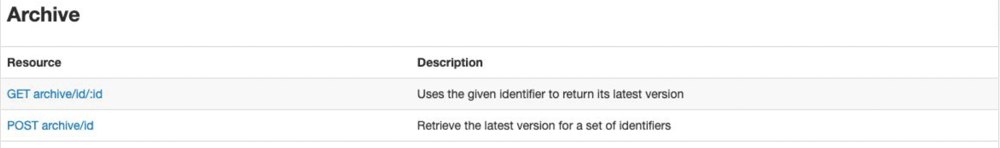 Archive
Resource Description
GET archive/id/:id Uses the given identifier to return its latest version
POST archive/id Retrieve the latest version for a set of identifiers